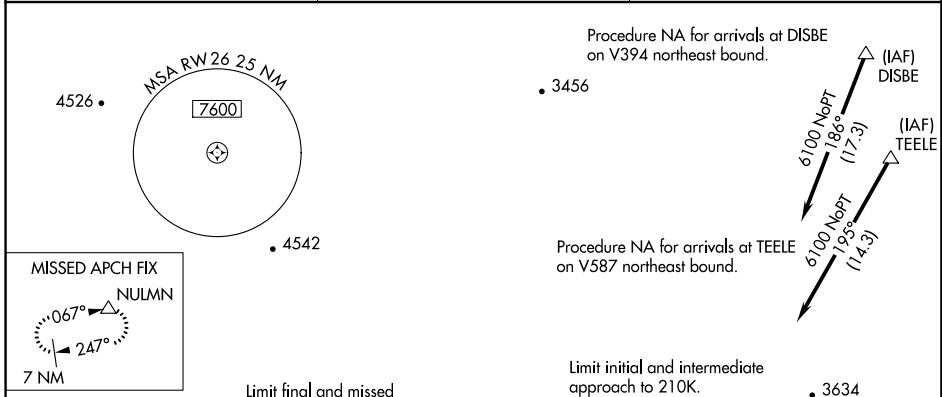 Procedure NA for arrivals at DISBE
on V394 northeast bound.
(IAF)
DISBE
MSA RW26 25 NM
4526
3456
7600
6100 NoPT
186°
(17.3)
(IAF)
TEELE
4542
Procedure NA for arrivals at TEELE
on V587 northeast bound.
6100 NoPT
195°
(14.3)
MISSED APCH FIX
NULMN
067°
247°
7 NM
Limit initial and intermediate
approach to 210K.
Limit final and missed
3634